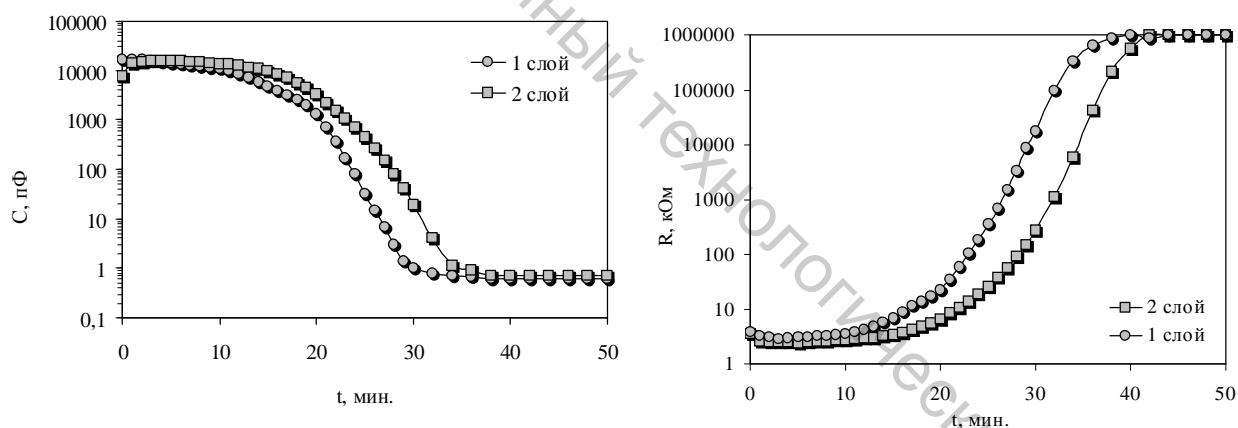 100000
10000
1000
100
10
1
0,1
С, пФ
0 10 20 30 40 50
t, мин.
1 слой
2 слой
1000000
100000
10000
1000
100
10
1
R, кОм
0 10 20 30 40 50
t, мин.
2 слой
1 слой
ный технологическ